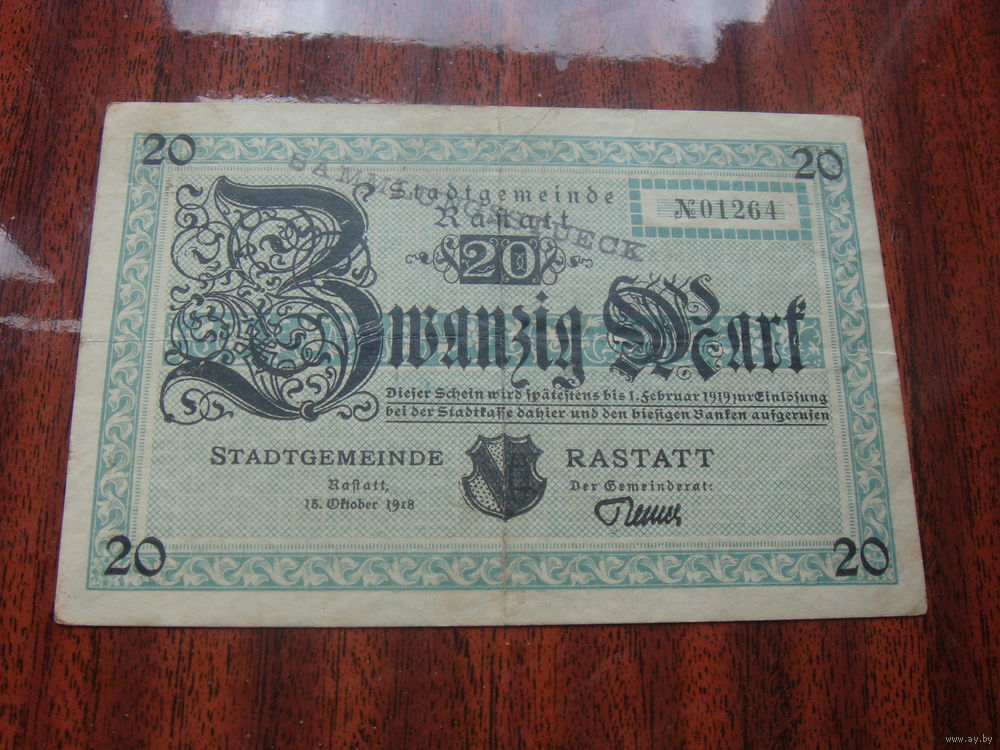 20
20
Stadtgemeinde
Rastatt
№01264
20
Zwanzig Mark
Dieser Schein wird spätestens bis 1. Februar 1919 zur Einlösung
bei der Stadtkasse dahier und den hiesigen Banken aufgerufen
STADTGEMEINDE RASTATT
Rastatt,
15. Oktober 1918
Der Gemeinderat:
20
20
www.ay.by